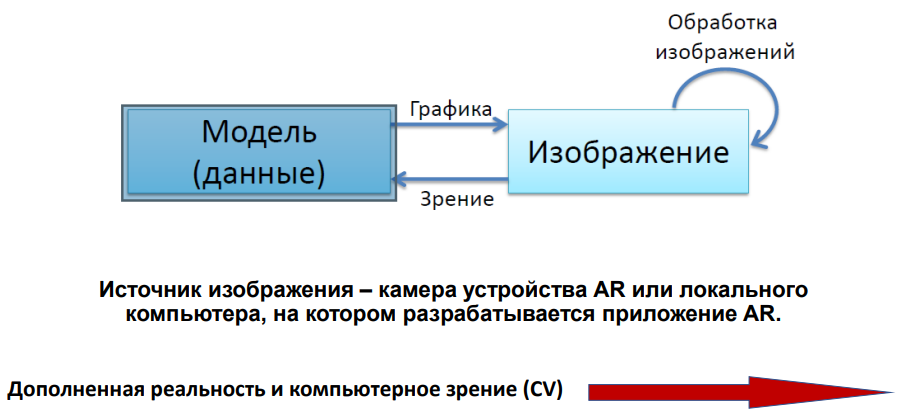 Обработка
изображений
Графика
Модель
(данные)
Изображение
Зрение
Источник изображения – камера устройства AR или локального
компьютера, на котором разрабатывается приложение AR.
Дополненная реальность и компьютерное зрение (CV)